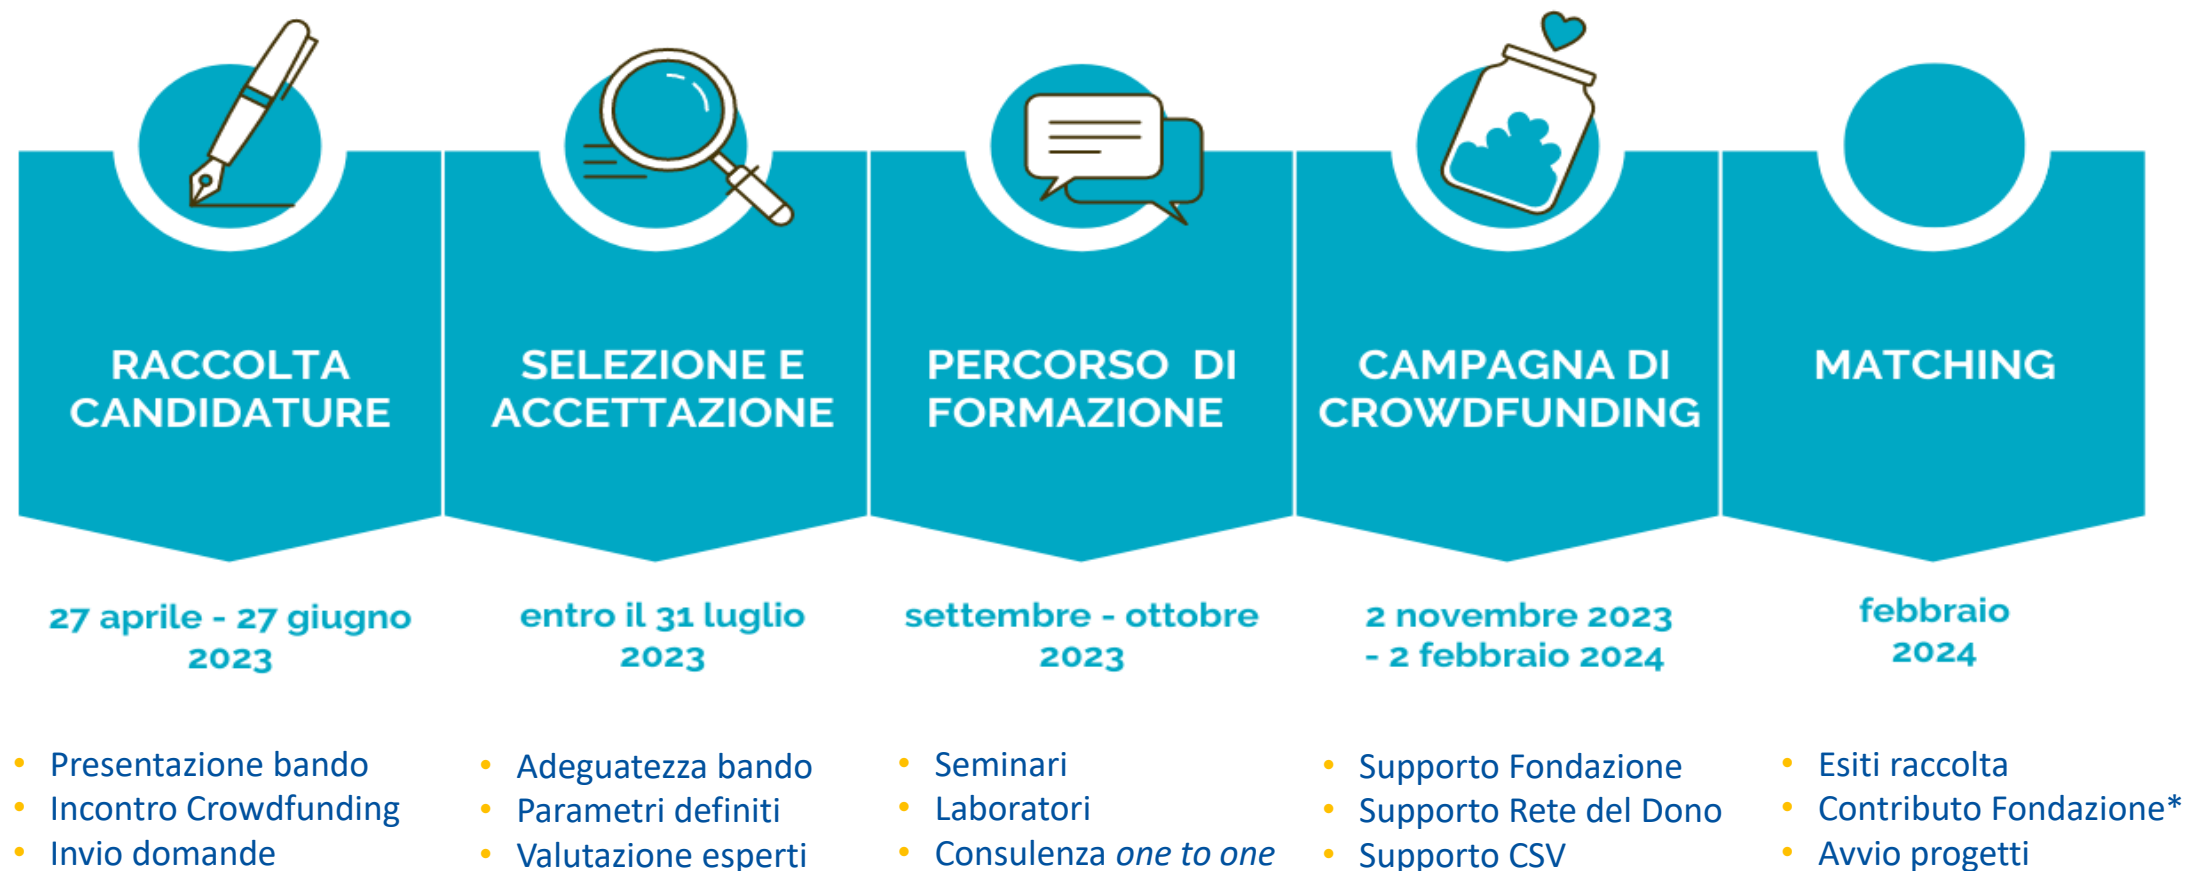 RACCOLTA
CANDIDATURE
SELEZIONE E
ACCETTAZIONE
PERCORSO DI
FORMAZIONE
CAMPAGNA DI
CROWDFUNDING
MATCHING
27 aprile - 27 giugno
2023
entro il 31 luglio
2023
settembre - ottobre
2023
2 novembre 2023
- 2 febbraio 2024
febbraio
2024
• Presentazione bando
• Incontro Crowdfunding
• Invio domande
• Adeguatezza bando
• Parametri definiti
• Valutazione esperti
• Seminari
• Laboratori
• Consulenza one to one
• Supporto Fondazione
• Supporto Rete del Dono
• Supporto CSV
• Esiti raccolta
• Contributo Fondazione*
• Avvio progetti